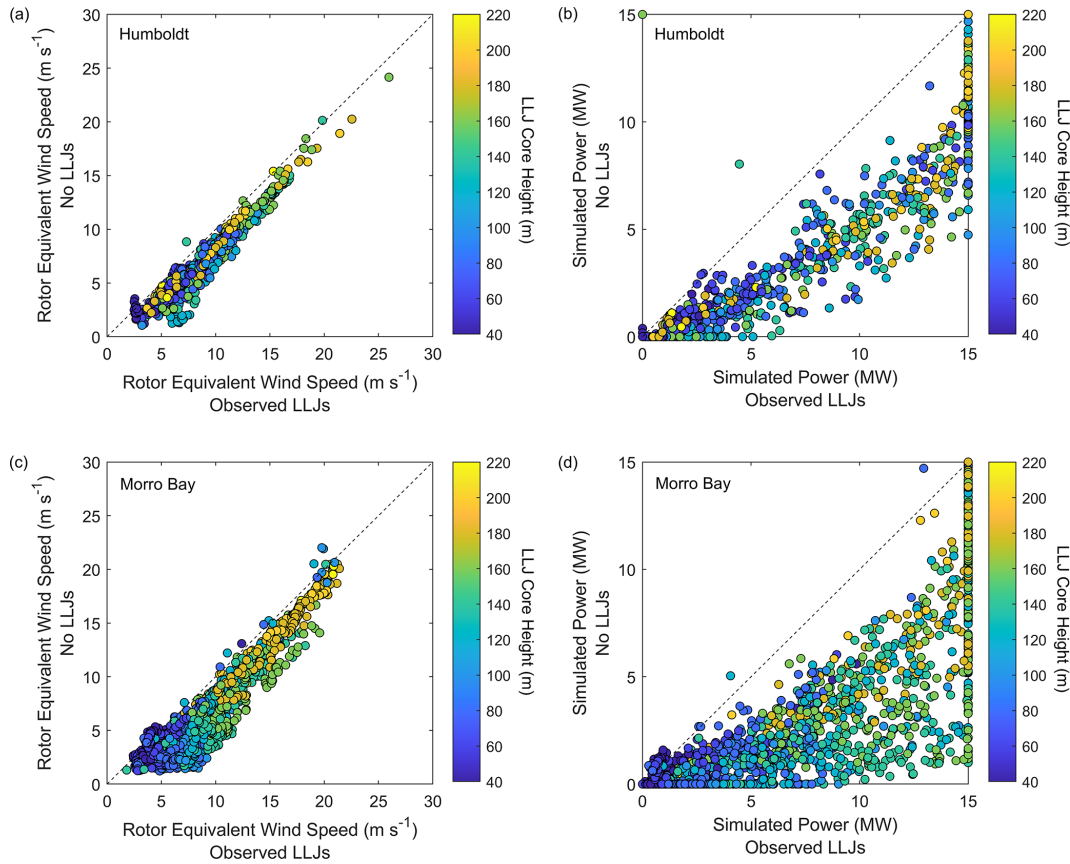 (a)
Humboldt
Rotor Equivalent Wind Speed (m s⁻¹)
No LLJs
30
25
20
15
10
5
0
0 5 10 15 20 25 30
Rotor Equivalent Wind Speed (m s⁻¹)
Observed LLJs
220
200
180
160
140
120
100
80
60
40
LLJ Core Height (m)
(b)
Humboldt
Simulated Power (MW)
No LLJs
15
10
5
0
0 5 10 15
Simulated Power (MW)
Observed LLJs
220
200
180
160
140
120
100
80
60
40
LLJ Core Height (m)
(c)
Morro Bay
Rotor Equivalent Wind Speed (m s⁻¹)
No LLJs
30
25
20
15
10
5
0
0 5 10 15 20 25 30
Rotor Equivalent Wind Speed (m s⁻¹)
Observed LLJs
220
200
180
160
140
120
100
80
60
40
LLJ Core Height (m)
(d)
Morro Bay
Simulated Power (MW)
No LLJs
15
10
5
0
0 5 10 15
Simulated Power (MW)
Observed LLJs
220
200
180
160
140
120
100
80
60
40
LLJ Core Height (m)